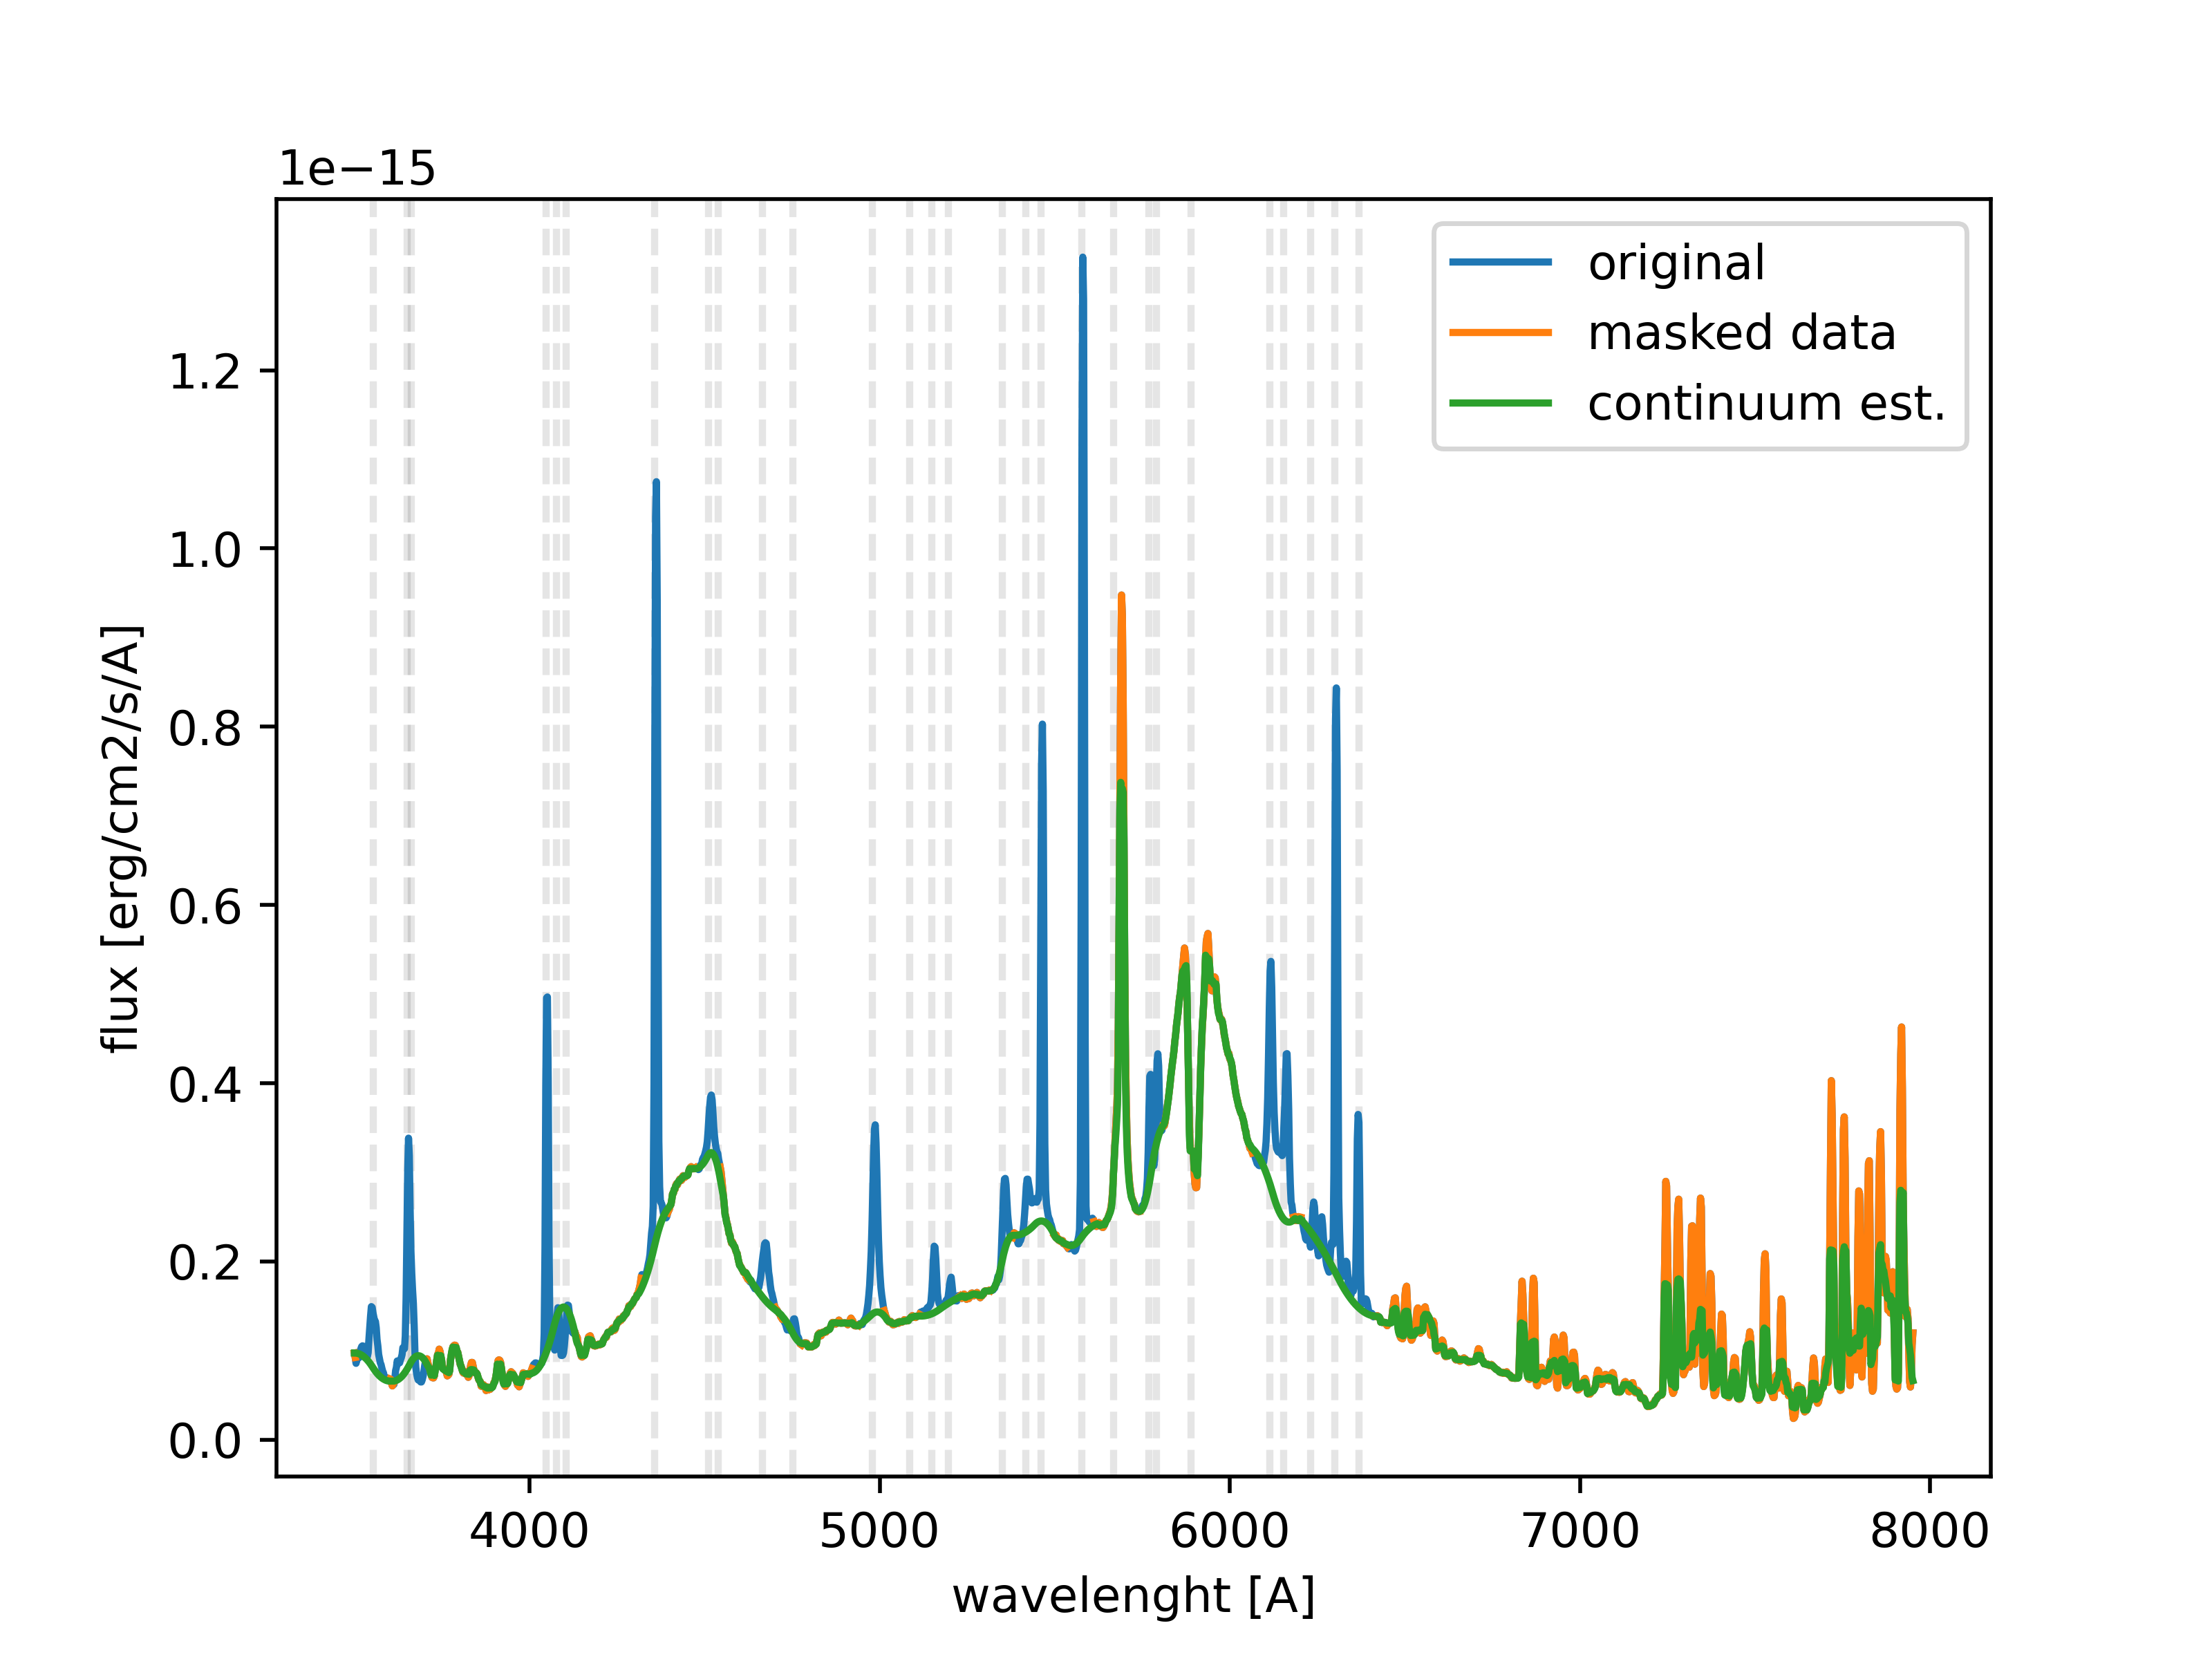 1e−15
original
masked data
continuum est.
1.2
1.0
0.8
0.6
0.4
0.2
0.0
flux [erg/cm2/s/A]
4000 5000 6000 7000 8000
wavelenght [A]